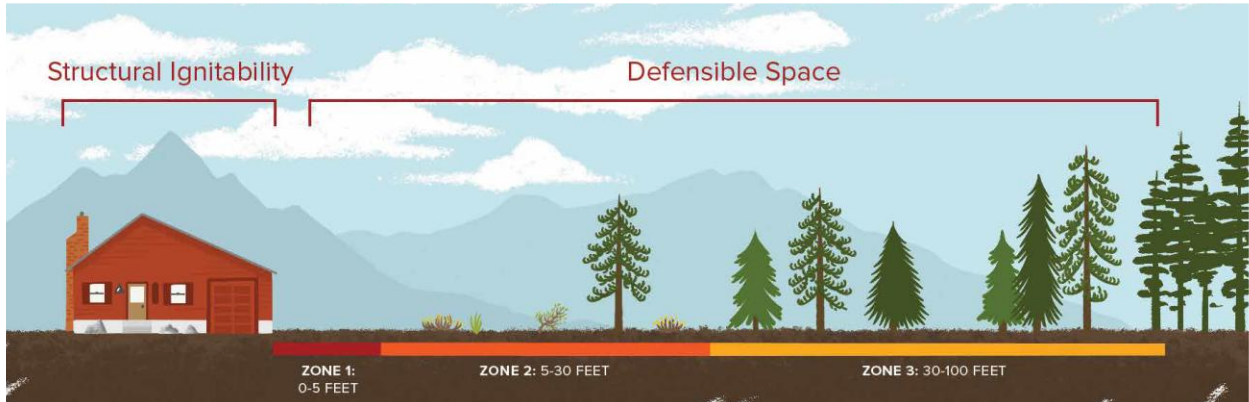 Structural Ignitability
Defensible Space
ZONE 1:
0-5 FEET
ZONE 2: 5-30 FEET
ZONE 3: 30-100 FEET